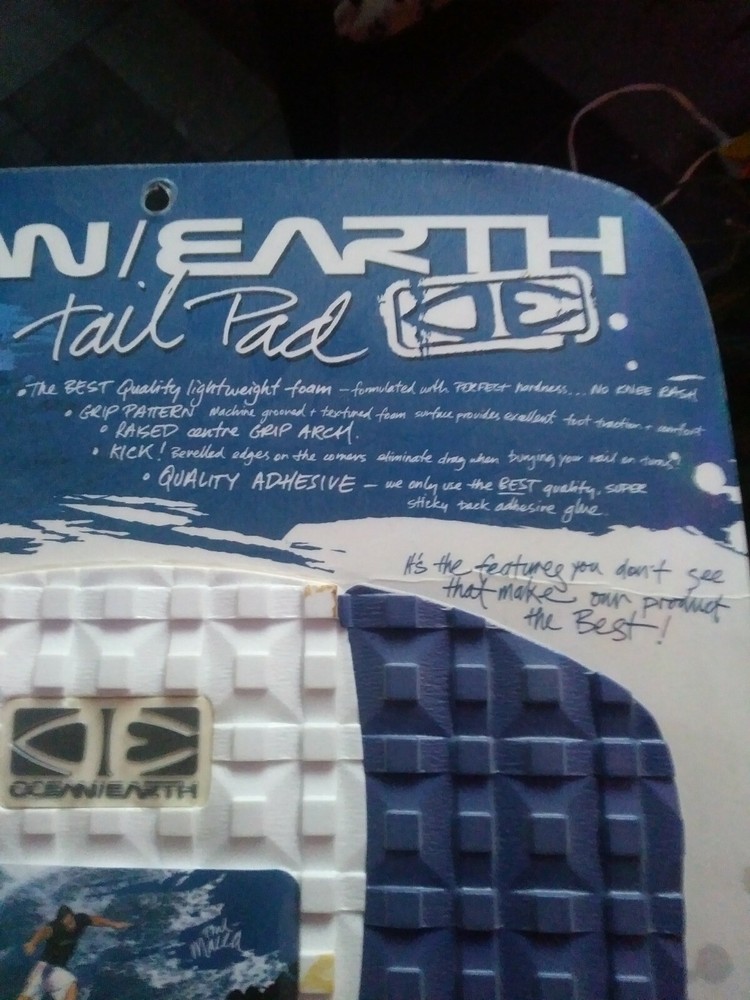 AN/EARTH
tail Pad
• The BEST Quality lightweight foam – formulated with PERFECT hardness... NO KNEE RASH
• GRIP PATTERN Machine grooved + textured foam surface provides excellent foot traction + comfort
• RAISED centre GRIP ARCH.
• KICK! Bevelled edges on the corners eliminate drag when burying your rail on turns!
• QUALITY ADHESIVE – we only use the BEST quality, SUPER
sticky tack adhesive glue.
It's the features you don't see
that make our product
the Best!
OCEAN/EARTH